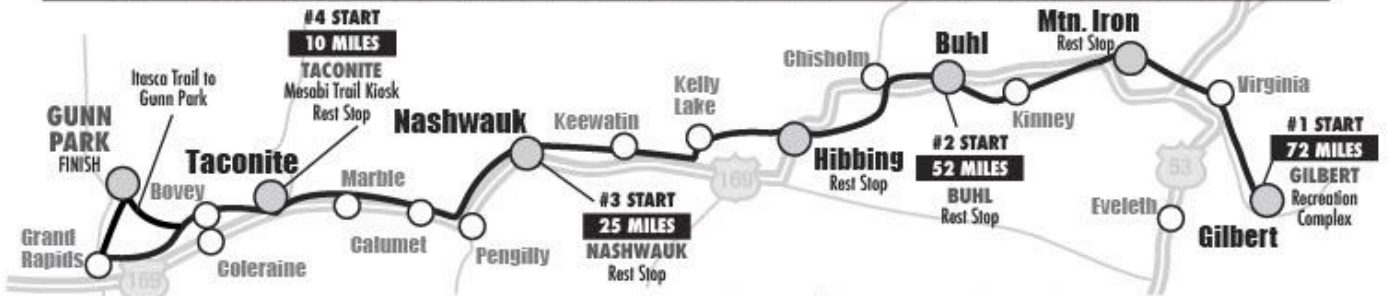 #4 START
10 MILES
TACONITE
Mesabi Trail Kiosk
Rest Stop
Itasca Trail to
Gunn Park
GUNN
PARK
FINISH
Taconite
Bovey
Grand
Rapids
169
Coleraine
Marble
Calumet
Pengilly
Nashwauk
#3 START
25 MILES
NASHWAUK
Rest Stop
Keewatin
Kelly
Lake
169
Hibbing
Rest Stop
Chisholm
Buhl
#2 START
52 MILES
BUHL
Rest Stop
Kinney
Mtn. Iron
Rest Stop
Virginia
53
Eveleth
#1 START
72 MILES
GILBERT
Recreation
Complex
Gilbert